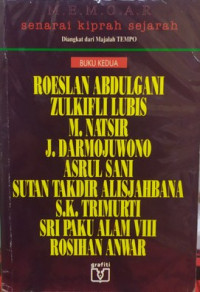 M.E.M.O.A.R
senarai kiprah sejarah
Diangkat dari Majalah TEMPO
BUKU KEDUA
ROESLAN ABDULGANI
ZULKIFLI LUBIS
M. NATSIR
J. DARMOJUWONO
ASRUL SANI
SUTAN TAKDIR ALISJAHBANA
S.K. TRIMURTI
SRI PAKU ALAM VIII
ROSIHAN ANWAR
grafiti